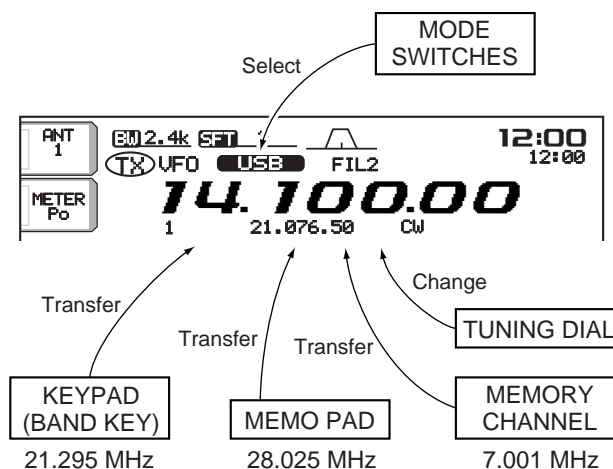 MODE
SWITCHES
Select
ANT
1
BW 2.4k SFT
12:00
TX VFO USB FIL2
12:00
METER
Po
14.100.00
1 21.076.50 CW
Transfer
Transfer
Transfer
Change
TUNING DIAL
KEYPAD
(BAND KEY)
MEMO PAD
MEMORY
CHANNEL
21.295 MHz
28.025 MHz
7.001 MHz